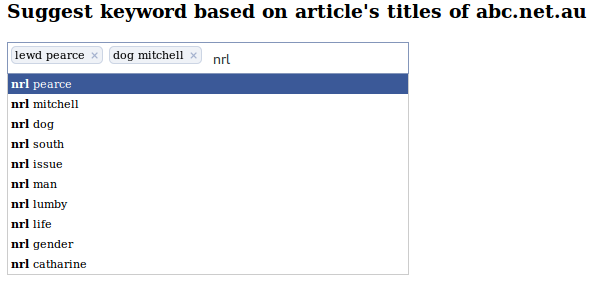 Suggest keyword based on article's titles of abc.net.au
lewd pearce × dog mitchell × nrl
nrl pearce
nrl mitchell
nrl dog
nrl south
nrl issue
nrl man
nrl lumby
nrl life
nrl gender
nrl catharine